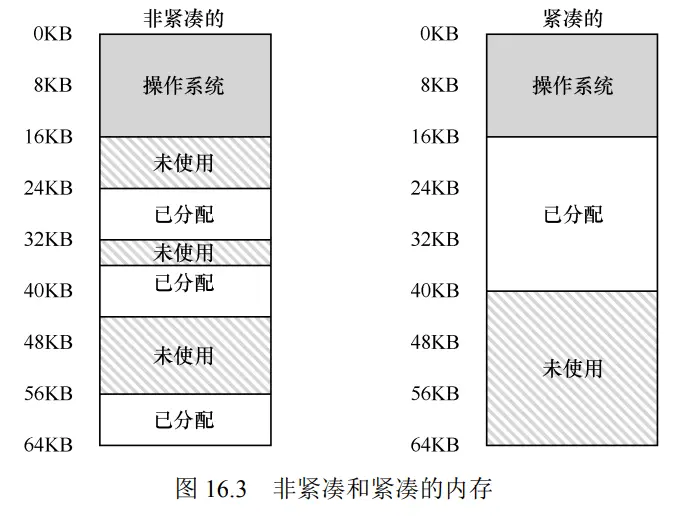 非紧凑的
0KB
操作系统
8KB
16KB
未使用
24KB
已分配
32KB
未使用
已分配
40KB
48KB
未使用
56KB
已分配
64KB
紧凑的
0KB
操作系统
8KB
16KB
24KB
已分配
32KB
40KB
48KB
未使用
56KB
64KB
图 16.3 非紧凑和紧凑的内存